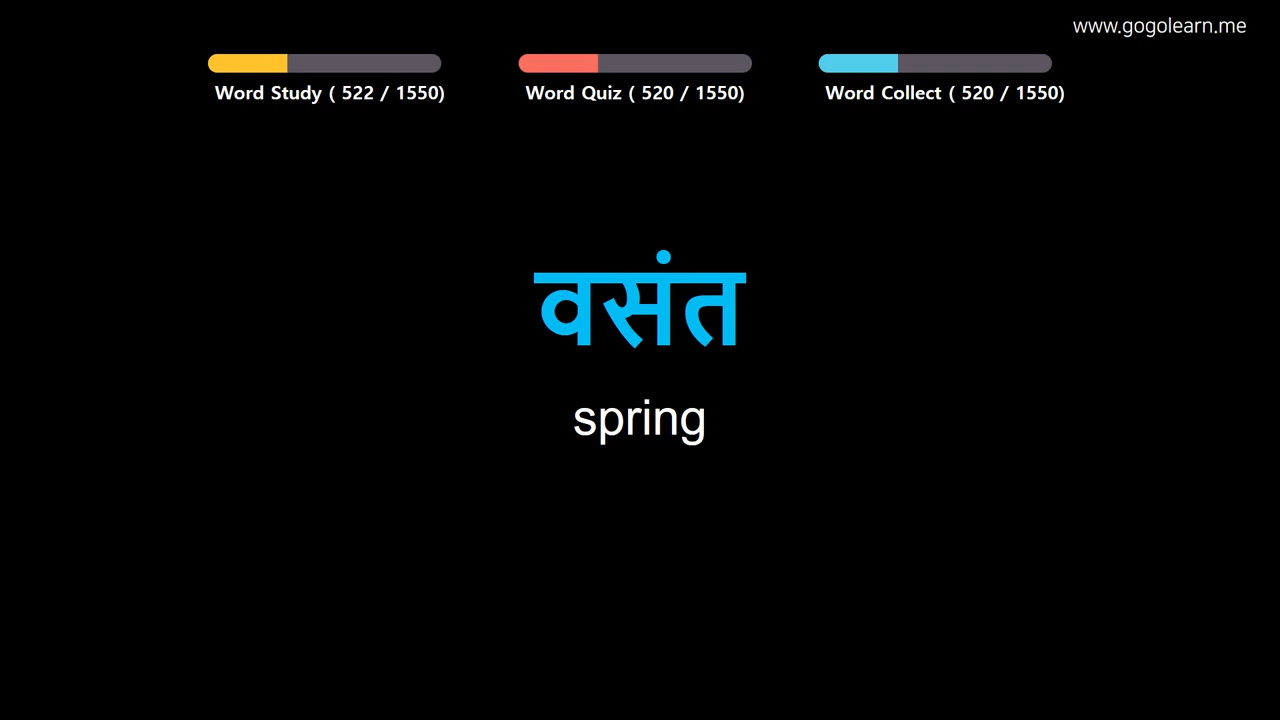 www.gogolearn.me
Word Study ( 522 / 1550)
Word Quiz ( 520 / 1550)
Word Collect ( 520 / 1550)
वसंत
spring